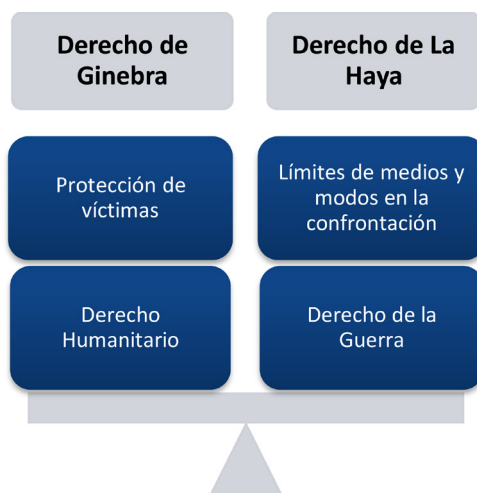 Derecho de
Ginebra
Derecho de La
Haya
Protección de
víctimas
Límites de medios y
modos en la
confrontación
Derecho
Humanitario
Derecho de la
Guerra